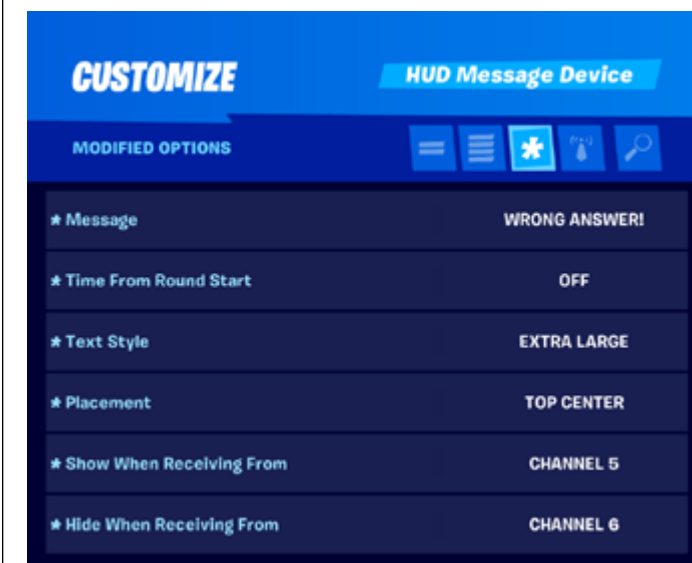 CUSTOMIZE
HUD Message Device
MODIFIED OPTIONS
* Message WRONG ANSWER!
* Time From Round Start OFF
* Text Style EXTRA LARGE
* Placement TOP CENTER
* Show When Receiving From CHANNEL 5
* Hide When Receiving From CHANNEL 6